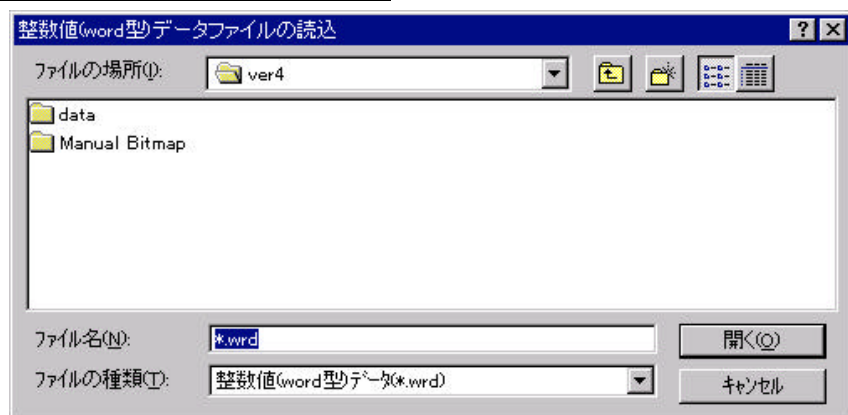 整数値(word型)データファイルの読込
ファイルの場所(I):
ver4
data
Manual Bitmap
ファイル名(N):
*.wrd
開く(O)
ファイルの種類(T):
整数値(word型)データ(*.wrd)
キャンセル